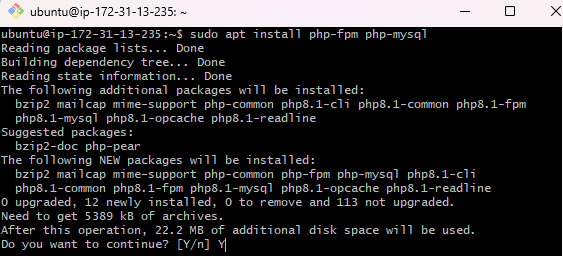 ubuntu@ip-172-31-13-235: ~
ubuntu@ip-172-31-13-235:~$ sudo apt install php-fpm php-mysql
Reading package lists... Done
Building dependency tree... Done
Reading state information... Done
The following additional packages will be installed:
  bzip2 mailcap mime-support php-common php8.1-cli php8.1-common php8.1-fpm
  php8.1-mysql php8.1-opcache php8.1-readline
Suggested packages:
  bzip2-doc php-pear
The following NEW packages will be installed:
  bzip2 mailcap mime-support php-common php-fpm php-mysql php8.1-cli
  php8.1-common php8.1-fpm php8.1-mysql php8.1-opcache php8.1-readline
0 upgraded, 12 newly installed, 0 to remove and 113 not upgraded.
Need to get 5389 kB of archives.
After this operation, 22.2 MB of additional disk space will be used.
Do you want to continue? [Y/n] Y